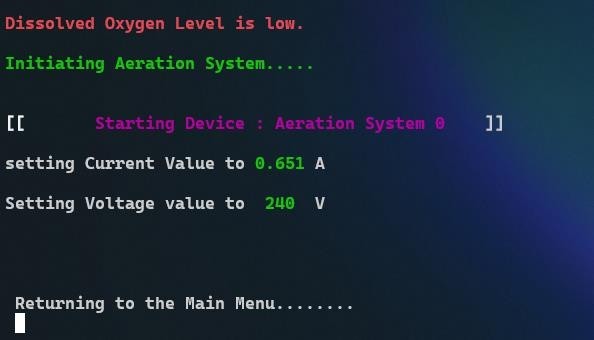 Dissolved Oxygen Level is low.
Initiating Aeration System.....
[[ Starting Device : Aeration System 0 ]]
setting Current Value to 0.651 A
Setting Voltage value to 240 V
Returning to the Main Menu........